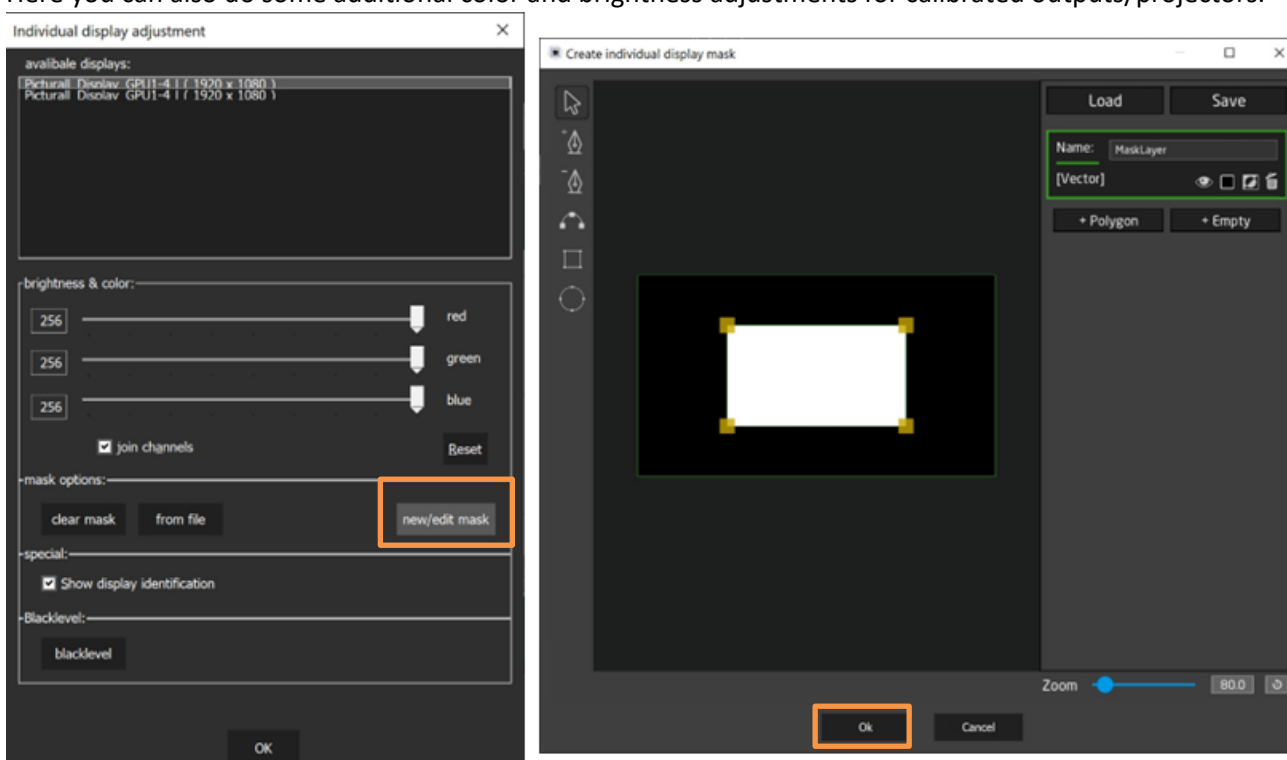 Here you can also do some additional color and brightness adjustments for calibrated outputs/projectors.
Individual display adjustment
avalibale displays:
Picturall Display GPU1-4 | ( 1920 x 1080 )
Picturall Display GPU1-4 | ( 1920 x 1080 )
brightness & color:
256
red
256
green
256
blue
join channels
Reset
mask options:
clear mask
from file
new/edit mask
special:
Show display identification
Blacklevel:
blacklevel
OK
Create individual display mask
Load
Save
Name:
MaskLayer
[Vector]
+ Polygon
+ Empty
Zoom
80.0
Ok
Cancel